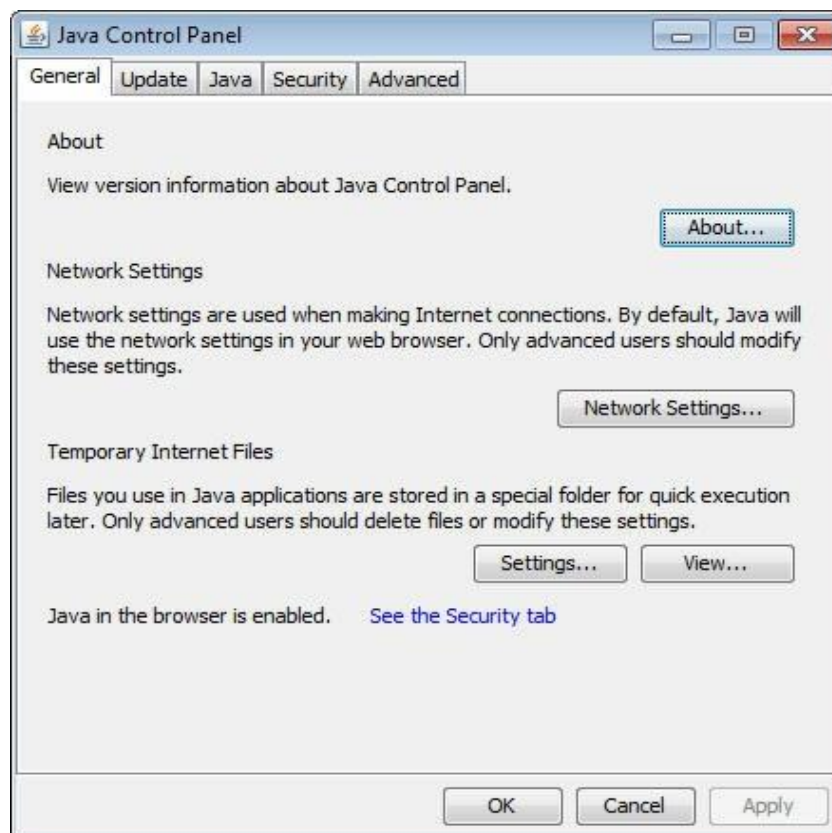 Java Control Panel
General Update Java Security Advanced
About
View version information about Java Control Panel.
About...
Network Settings
Network settings are used when making Internet connections. By default, Java will
use the network settings in your web browser. Only advanced users should modify
these settings.
Network Settings...
Temporary Internet Files
Files you use in Java applications are stored in a special folder for quick execution
later. Only advanced users should delete files or modify these settings.
Settings... View...
Java in the browser is enabled. See the Security tab
OK Cancel Apply